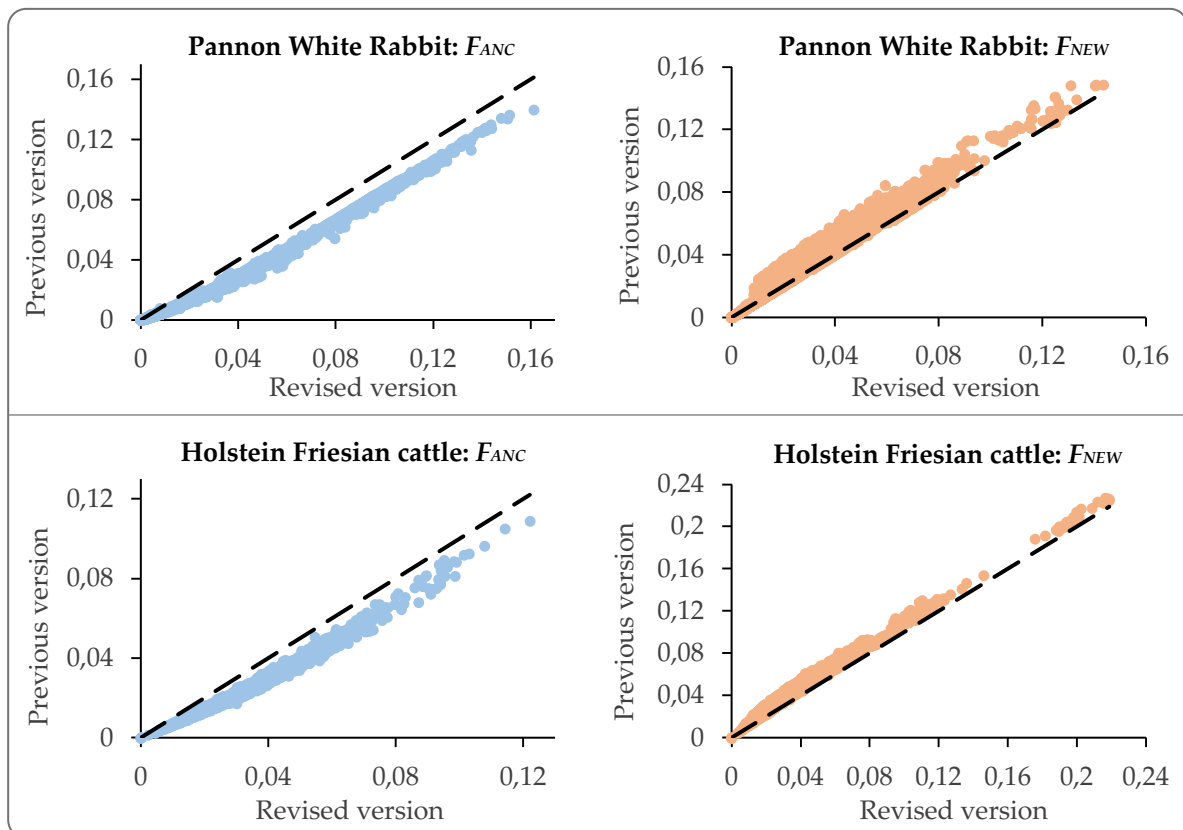 Pannon White Rabbit: FANC
0,16
0,12
0,08
0,04
0
Previous version
0 0,04 0,08 0,12 0,16
Revised version
Pannon White Rabbit: FNEW
0,16
0,12
0,08
0,04
0
Previous version
0 0,04 0,08 0,12 0,16
Revised version
Holstein Friesian cattle: FANC
0,12
0,08
0,04
0
Previous version
0 0,04 0,08 0,12
Revised version
Holstein Friesian cattle: FNEW
0,24
0,2
0,16
0,12
0,08
0,04
0
Previous version
0 0,04 0,08 0,12 0,16 0,2 0,24
Revised version